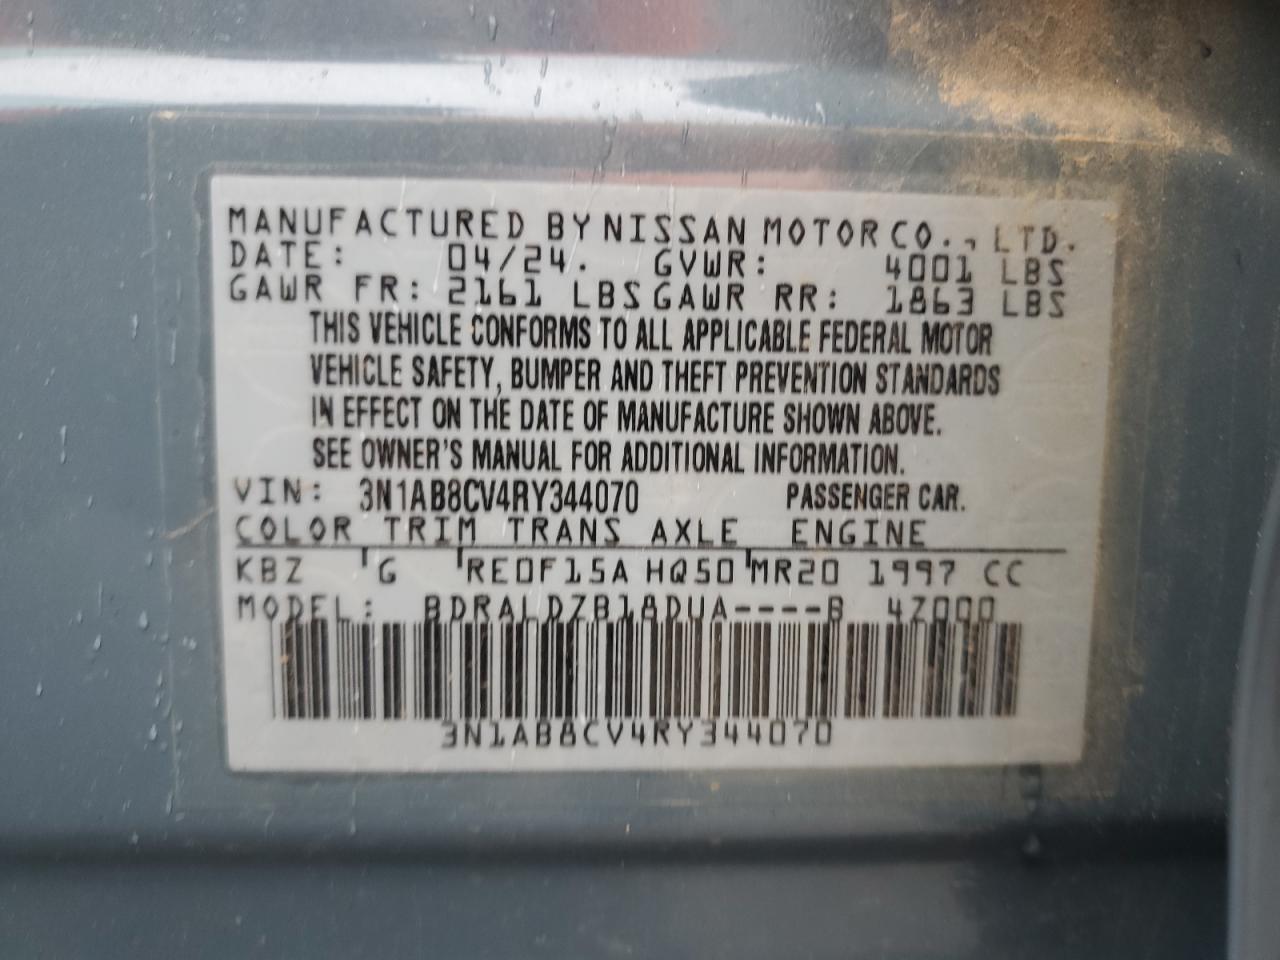 MANUFACTURED BY NISSAN MOTOR CO., LTD.
DATE: 04/24. GVWR: 4001 LBS
GAWR FR: 2161 LBS GAWR RR: 1863 LBS
THIS VEHICLE CONFORMS TO ALL APPLICABLE FEDERAL MOTOR
VEHICLE SAFETY, BUMPER AND THEFT PREVENTION STANDARDS
IN EFFECT ON THE DATE OF MANUFACTURE SHOWN ABOVE.
SEE OWNER'S MANUAL FOR ADDITIONAL INFORMATION.
VIN: 3N1AB8CV4RY344070 PASSENGER CAR.
COLOR TRIM TRANS AXLE ENGINE
KBZ G RE0F15A HQ50 MR20 1997 CC
MODEL: BDRALDZB18DUA----B 4Z000
3N1AB8CV4RY344070